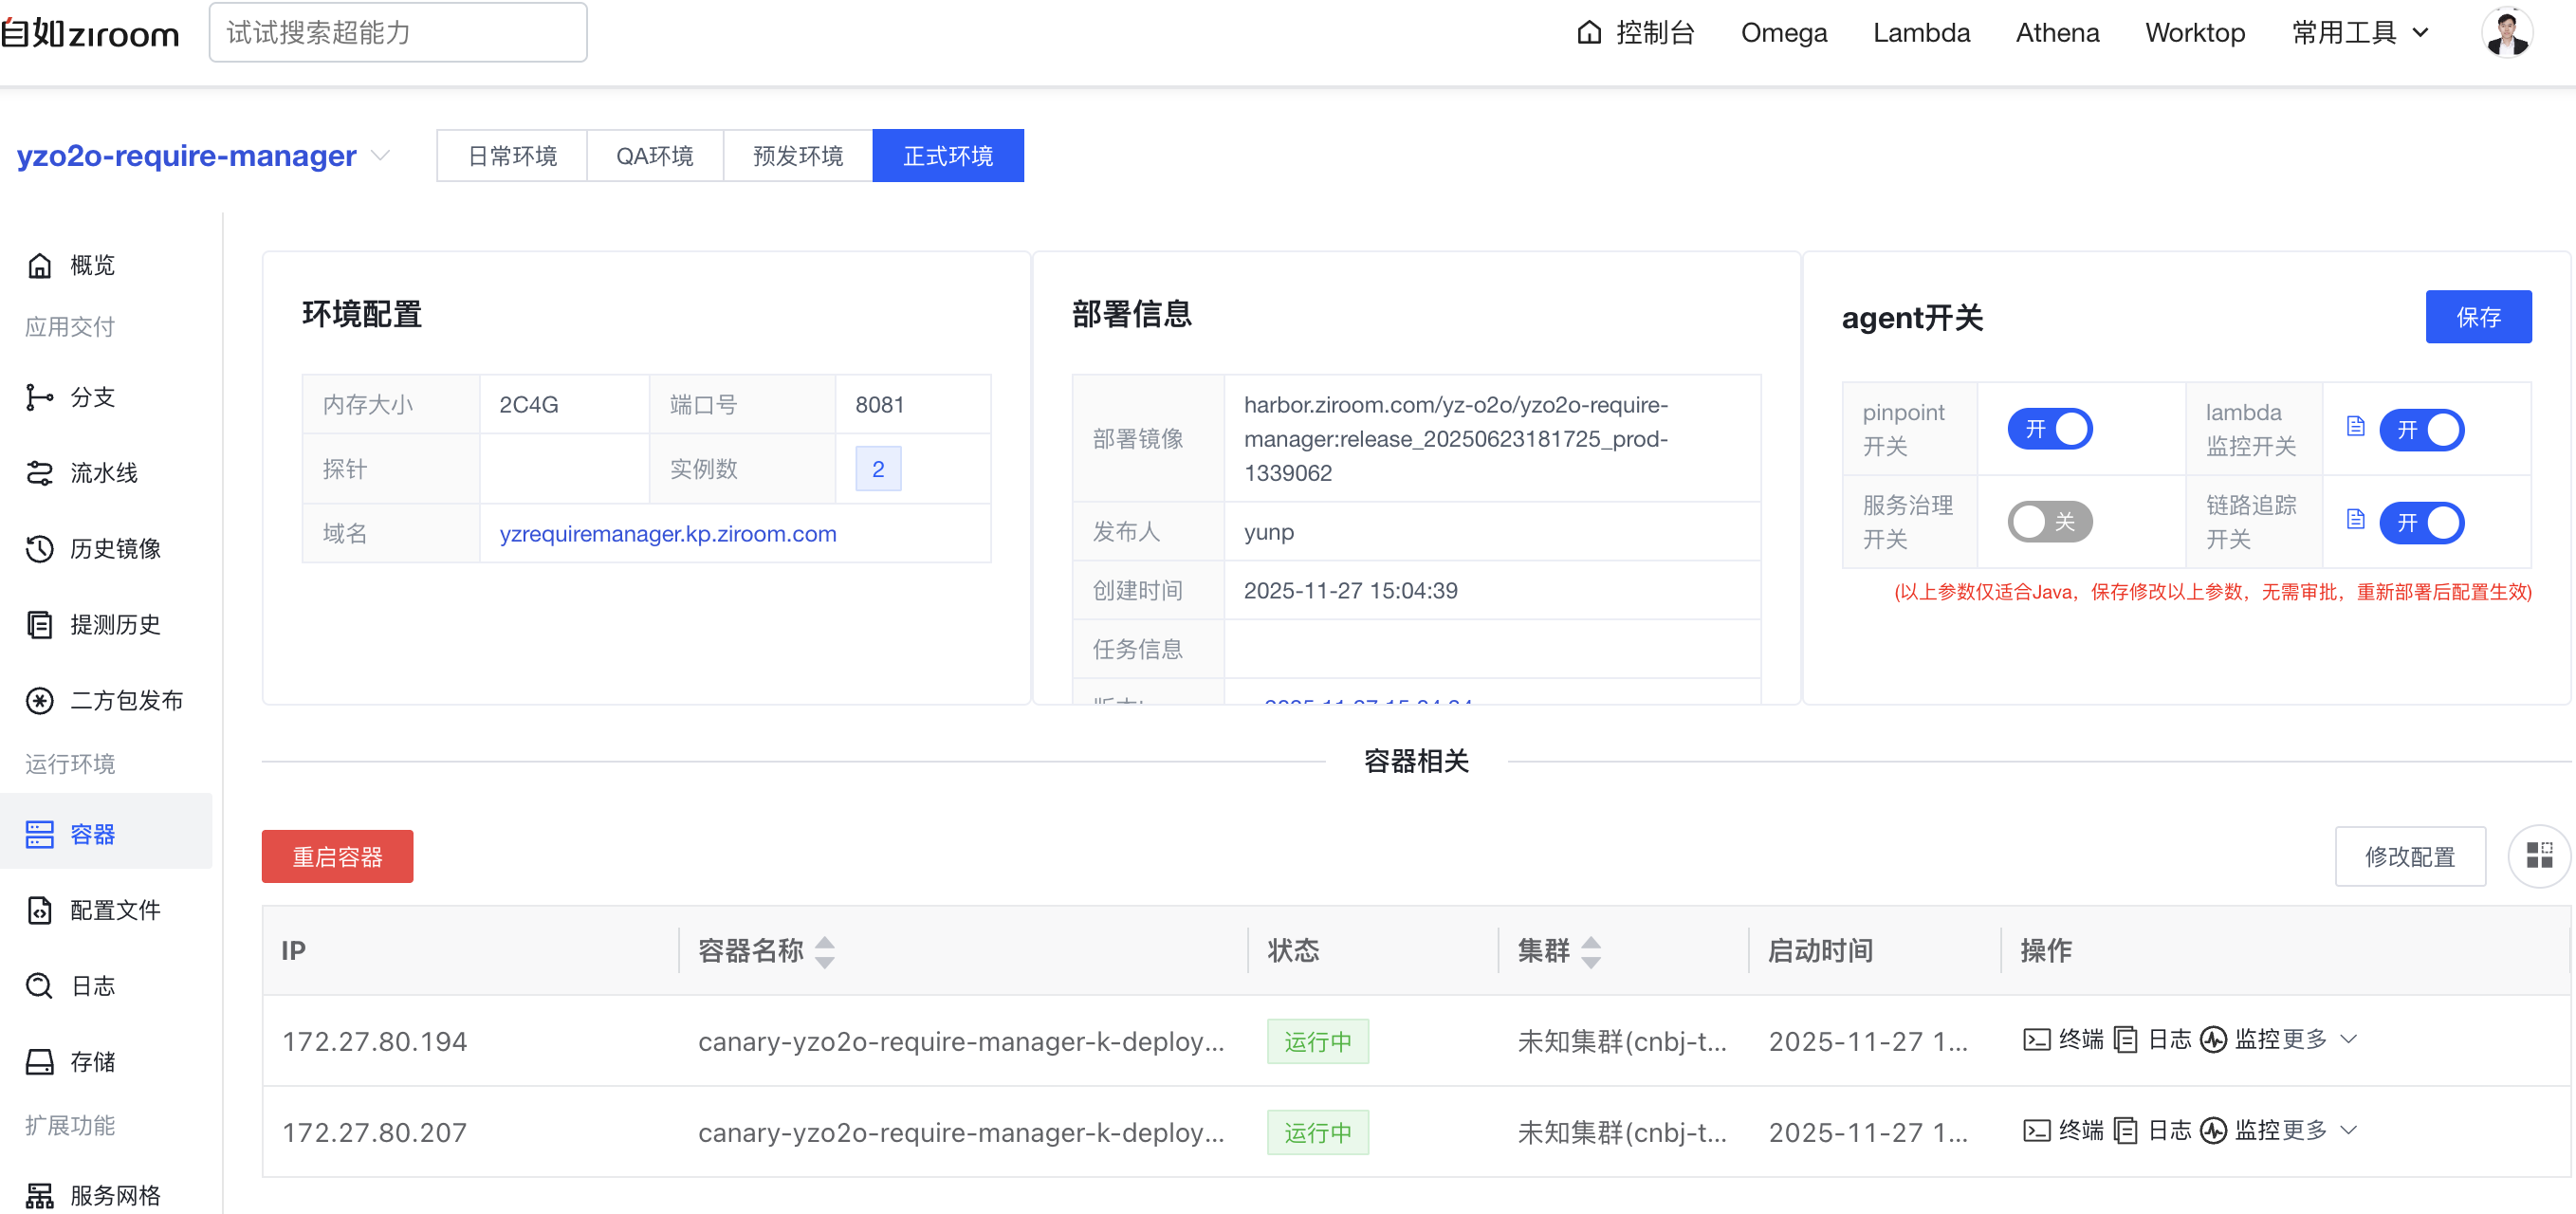 自如ziroom
试试搜索超能力
控制台
Omega
Lambda
Athena
Worktop
常用工具
yzo2o-require-manager
日常环境
QA环境
预发环境
正式环境
概览
应用交付
分支
流水线
历史镜像
提测历史
二方包发布
运行环境
容器
配置文件
日志
存储
扩展功能
服务网格
环境配置
内存大小
2C4G
端口号
8081
探针
实例数
2
域名
yzrequiremanager.kp.ziroom.com
部署信息
部署镜像
harbor.ziroom.com/yz-o2o/yzo2o-require-
manager:release_20250623181725_prod-
1339062
发布人
yunp
创建时间
2025-11-27 15:04:39
任务信息
agent开关
保存
pinpoint
开关
开
lambda
监控开关
开
服务治理
开关
关
链路追踪
开关
开
(以上参数仅适合Java，保存修改以上参数，无需审批，重新部署后配置生效)
容器相关
重启容器
修改配置
IP
容器名称
状态
集群
启动时间
操作
172.27.80.194
canary-yzo2o-require-manager-k-deploy...
运行中
未知集群(cnbj-t...
2025-11-27 1...
终端
日志
监控
更多
172.27.80.207
canary-yzo2o-require-manager-k-deploy...
运行中
未知集群(cnbj-t...
2025-11-27 1...
终端
日志
监控
更多